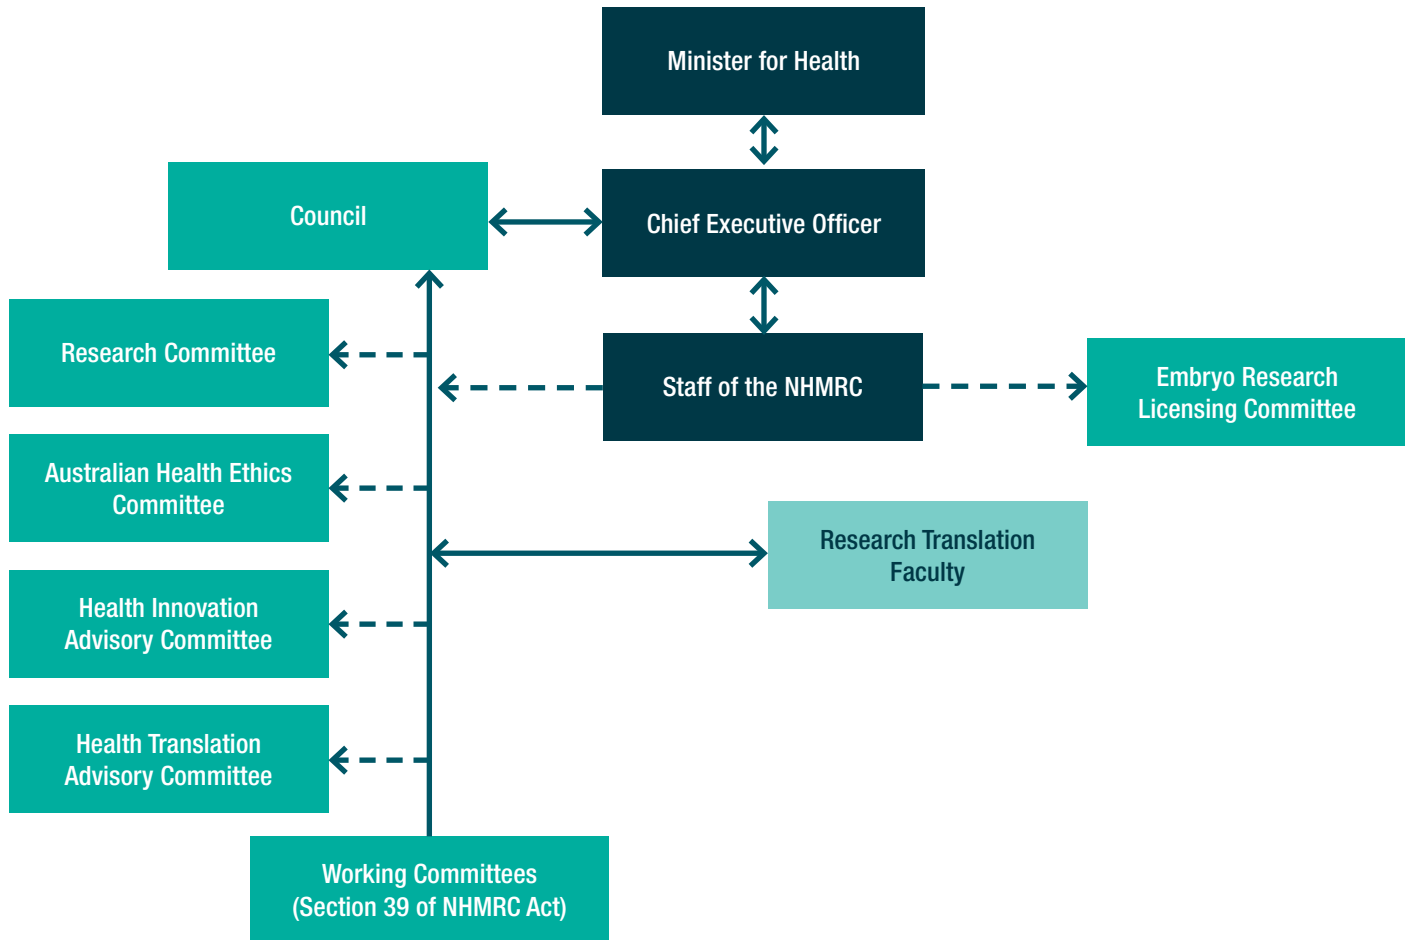 Minister for Health
Council
Chief Executive Officer
Research Committee
Staff of the NHMRC
Embryo Research
Licensing Committee
Australian Health Ethics
Committee
Research Translation
Faculty
Health Innovation
Advisory Committee
Health Translation
Advisory Committee
Working Committees
(Section 39 of NHMRC Act)